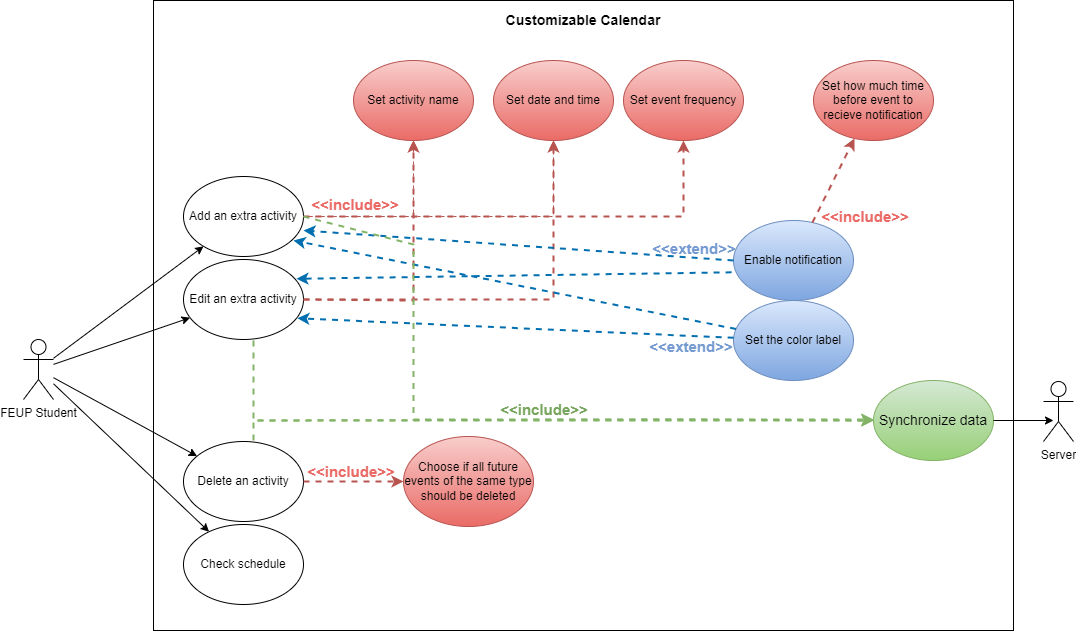 Customizable Calendar
Set activity name
Set date and time
Set event frequency
Set how much time
before event to
recieve notification
<<include>>
Add an extra activity
<<include>>
<<extend>>
Enable notification
Edit an extra activity
Set the color label
<<extend>>
FEUP Student
<<include>>
Synchronize data
Server
Delete an activity
<<include>>
Choose if all future
events of the same type
should be deleted
Check schedule